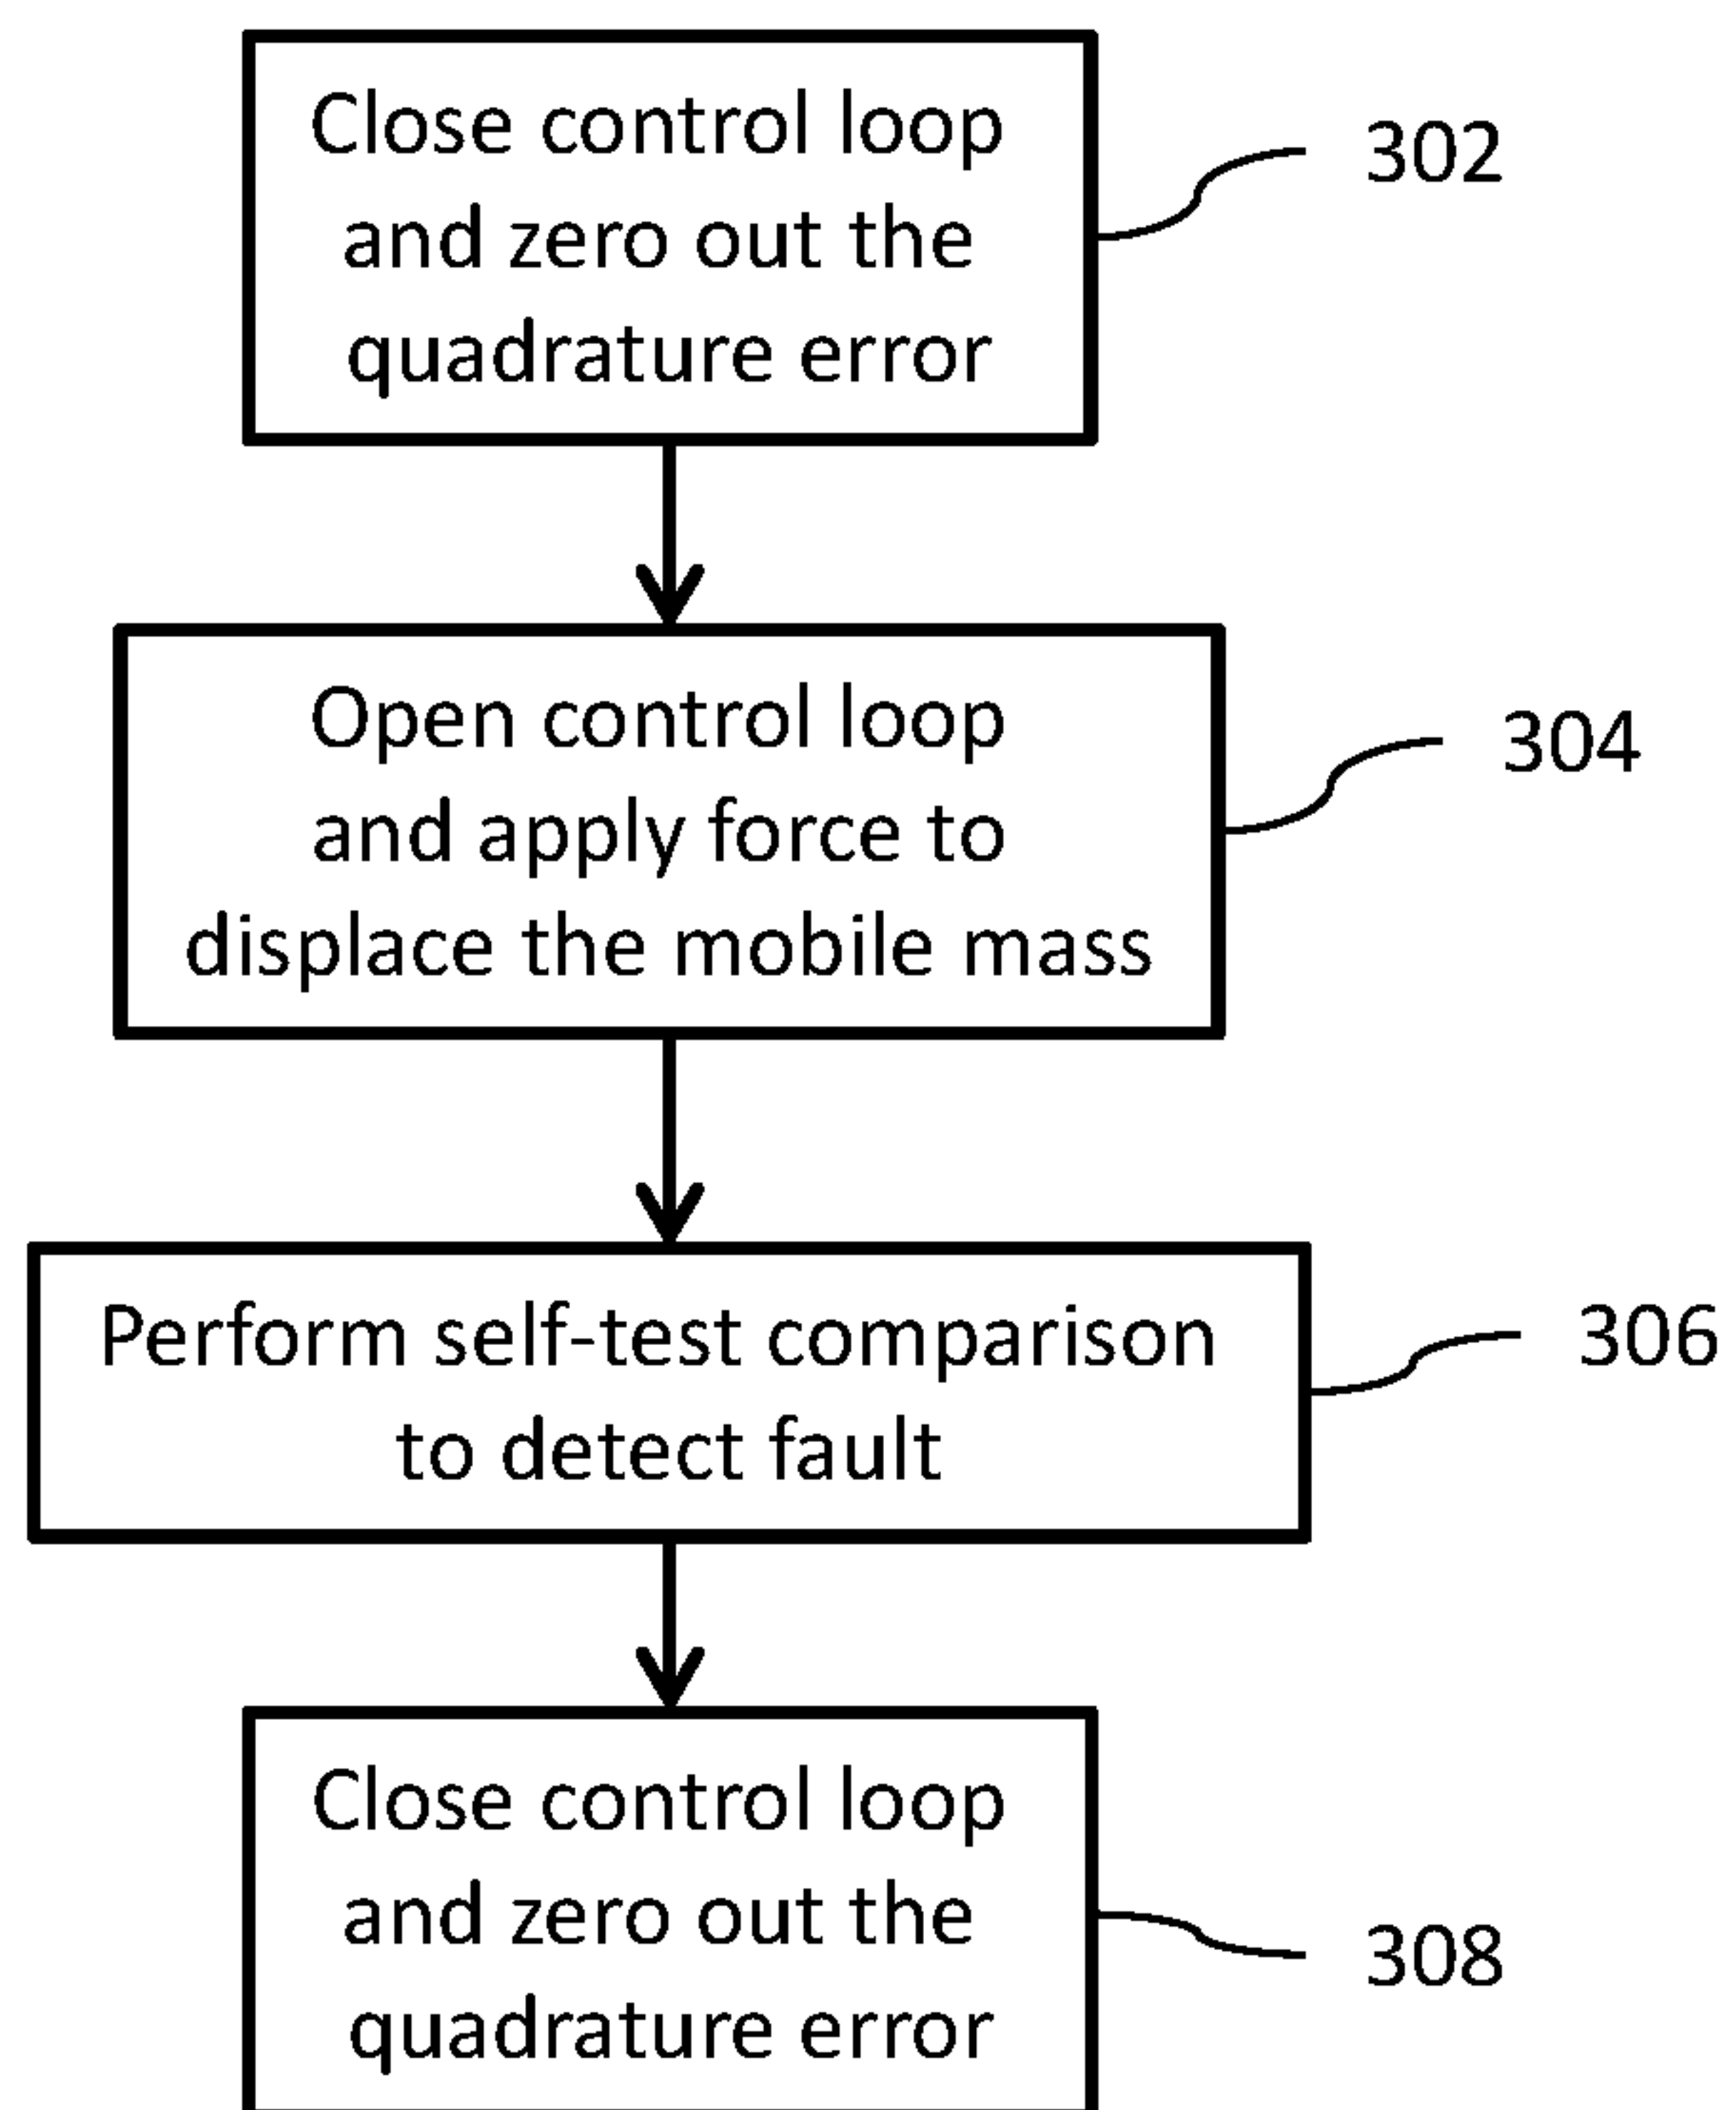 Close control loop
and zero out the
quadrature error
302
Open control loop
and apply force to
displace the mobile mass
304
Perform self-test comparison
to detect fault
306
Close control loop
and zero out the
quadrature error
308